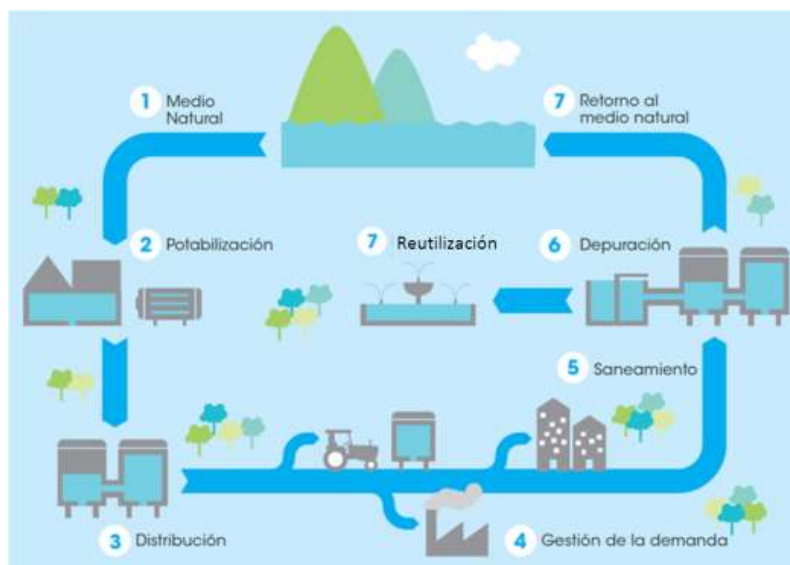 1 Medio
Natural
7 Retorno al
medio natural
2 Potabilización
7 Reutilización
6 Depuración
5 Saneamiento
3 Distribución
4 Gestión de la demanda